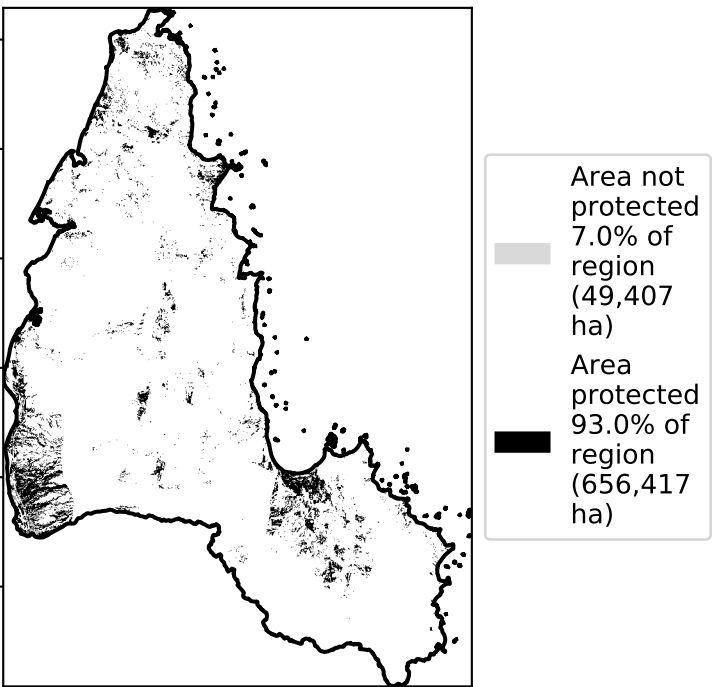 Area not
protected
7.0% of
region
(49,407
ha)
Area
protected
93.0% of
region
(656,417
ha)